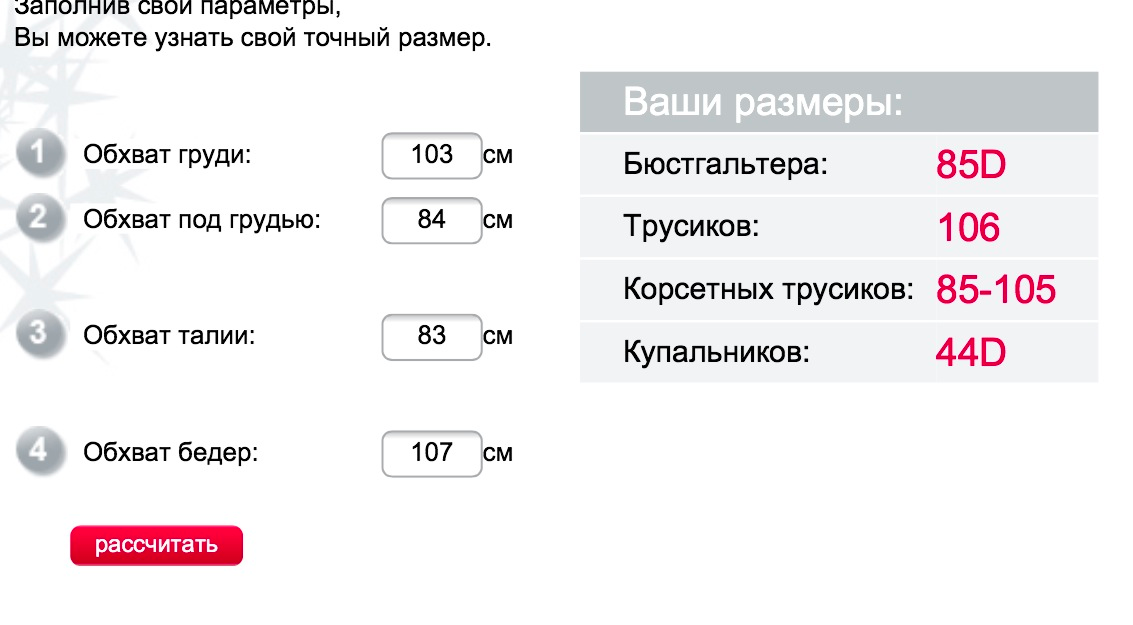 Заполнив свои параметры,
Вы можете узнать свой точный размер.
1 Обхват груди: 103 см
2 Обхват под грудью: 84 см
3 Обхват талии: 83 см
4 Обхват бедер: 107 см
рассчитать
Ваши размеры:
Бюстгальтера: 85D
Трусиков: 106
Корсетных трусиков: 85-105
Купальников: 44D